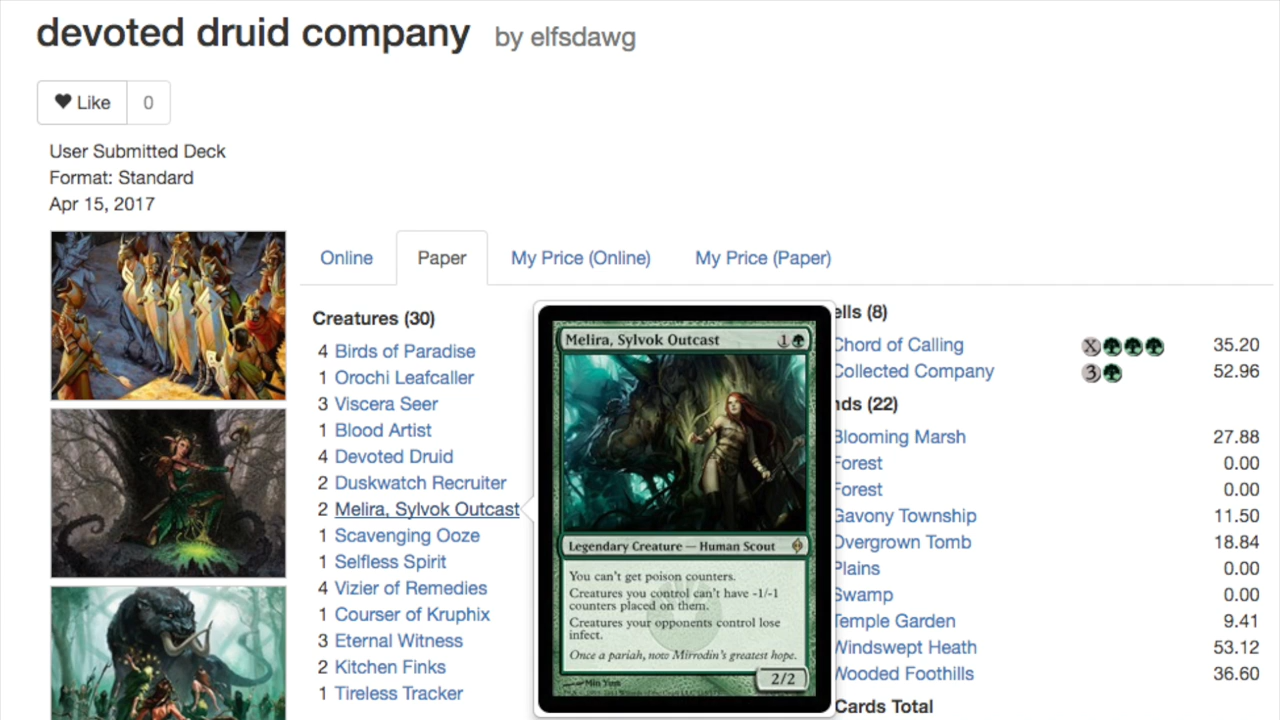 devoted druid company by elfsdawg
Like 0
User Submitted Deck
Format: Standard
Apr 15, 2017
Online Paper My Price (Online) My Price (Paper)
Creatures (30)
4 Birds of Paradise
1 Orochi Leafcaller
3 Viscera Seer
1 Blood Artist
4 Devoted Druid
2 Duskwatch Recruiter
2 Melira, Sylvok Outcast
1 Scavenging Ooze
1 Selfless Spirit
4 Vizier of Remedies
1 Courser of Kruphix
3 Eternal Witness
2 Kitchen Finks
1 Tireless Tracker
Melira, Sylvok Outcast 1
Legendary Creature — Human Scout
You can't get poison counters.
Creatures you control can't have -1/-1
counters placed on them.
Creatures your opponents control lose
infect.
Once a pariah, now Mirrodin's greatest hope.
Min Yum
2/2
ells (8)
Chord of Calling X 35.20
Collected Company 3 52.96
nds (22)
Blooming Marsh 27.88
Forest 0.00
Forest 0.00
Gavony Township 11.50
Overgrown Tomb 18.84
Plains 0.00
Swamp 0.00
Temple Garden 9.41
Windswept Heath 53.12
Wooded Foothills 36.60
Cards Total